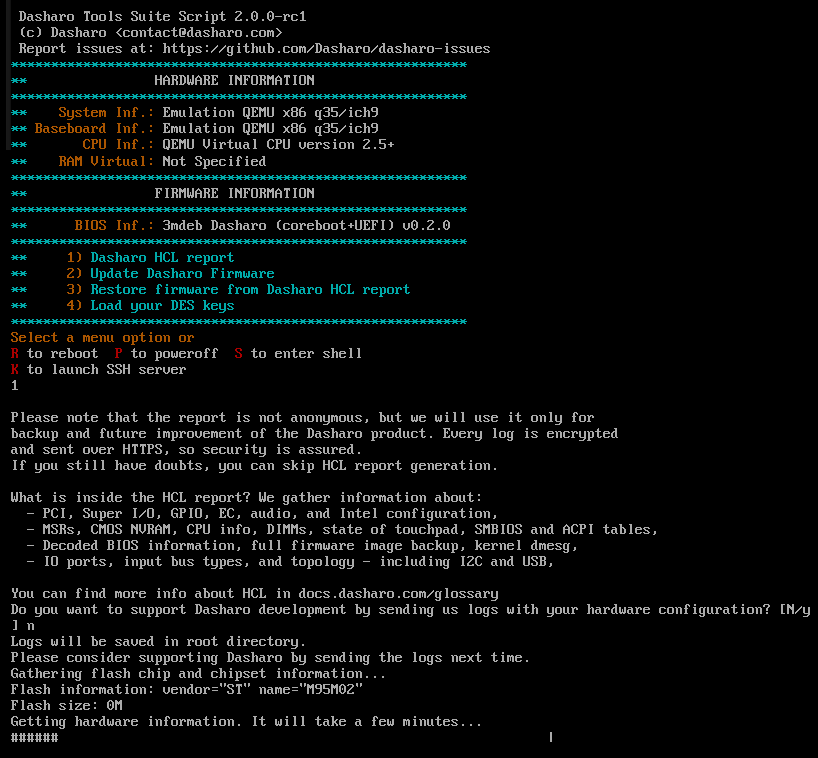 Dasharo Tools Suite Script 2.0.0-rc1
(c) Dasharo <contact@dasharo.com>
Report issues at: https://github.com/Dasharo/dasharo-issues
*********************************************************
** HARDWARE INFORMATION
*********************************************************
** System Inf.: Emulation QEMU x86 q35/ich9
** Baseboard Inf.: Emulation QEMU x86 q35/ich9
** CPU Inf.: QEMU Virtual CPU version 2.5+
** RAM Virtual: Not Specified
*********************************************************
** FIRMWARE INFORMATION
*********************************************************
** BIOS Inf.: 3mdeb Dasharo (coreboot+UEFI) v0.2.0
*********************************************************
** 1) Dasharo HCL report
** 2) Update Dasharo Firmware
** 3) Restore firmware from Dasharo HCL report
** 4) Load your DES keys
*********************************************************
Select a menu option or
R to reboot P to poweroff S to enter shell
K to launch SSH server
1
Please note that the report is not anonymous, but we will use it only for
backup and future improvement of the Dasharo product. Every log is encrypted
and sent over HTTPS, so security is assured.
If you still have doubts, you can skip HCL report generation.
What is inside the HCL report? We gather information about:
- PCI, Super I/O, GPIO, EC, audio, and Intel configuration,
- MSRs, CMOS NVRAM, CPU info, DIMMs, state of touchpad, SMBIOS and ACPI tables,
- Decoded BIOS information, full firmware image backup, kernel dmesg,
- IO ports, input bus types, and topology - including I2C and USB,
You can find more info about HCL in docs.dasharo.com/glossary
Do you want to support Dasharo development by sending us logs with your hardware configuration? [N/y
] n
Logs will be saved in root directory.
Please consider supporting Dasharo by sending the logs next time.
Gathering flash chip and chipset information...
Flash information: vendor="ST" name="M95M02"
Flash size: 0M
Getting hardware information. It will take a few minutes...
###### |